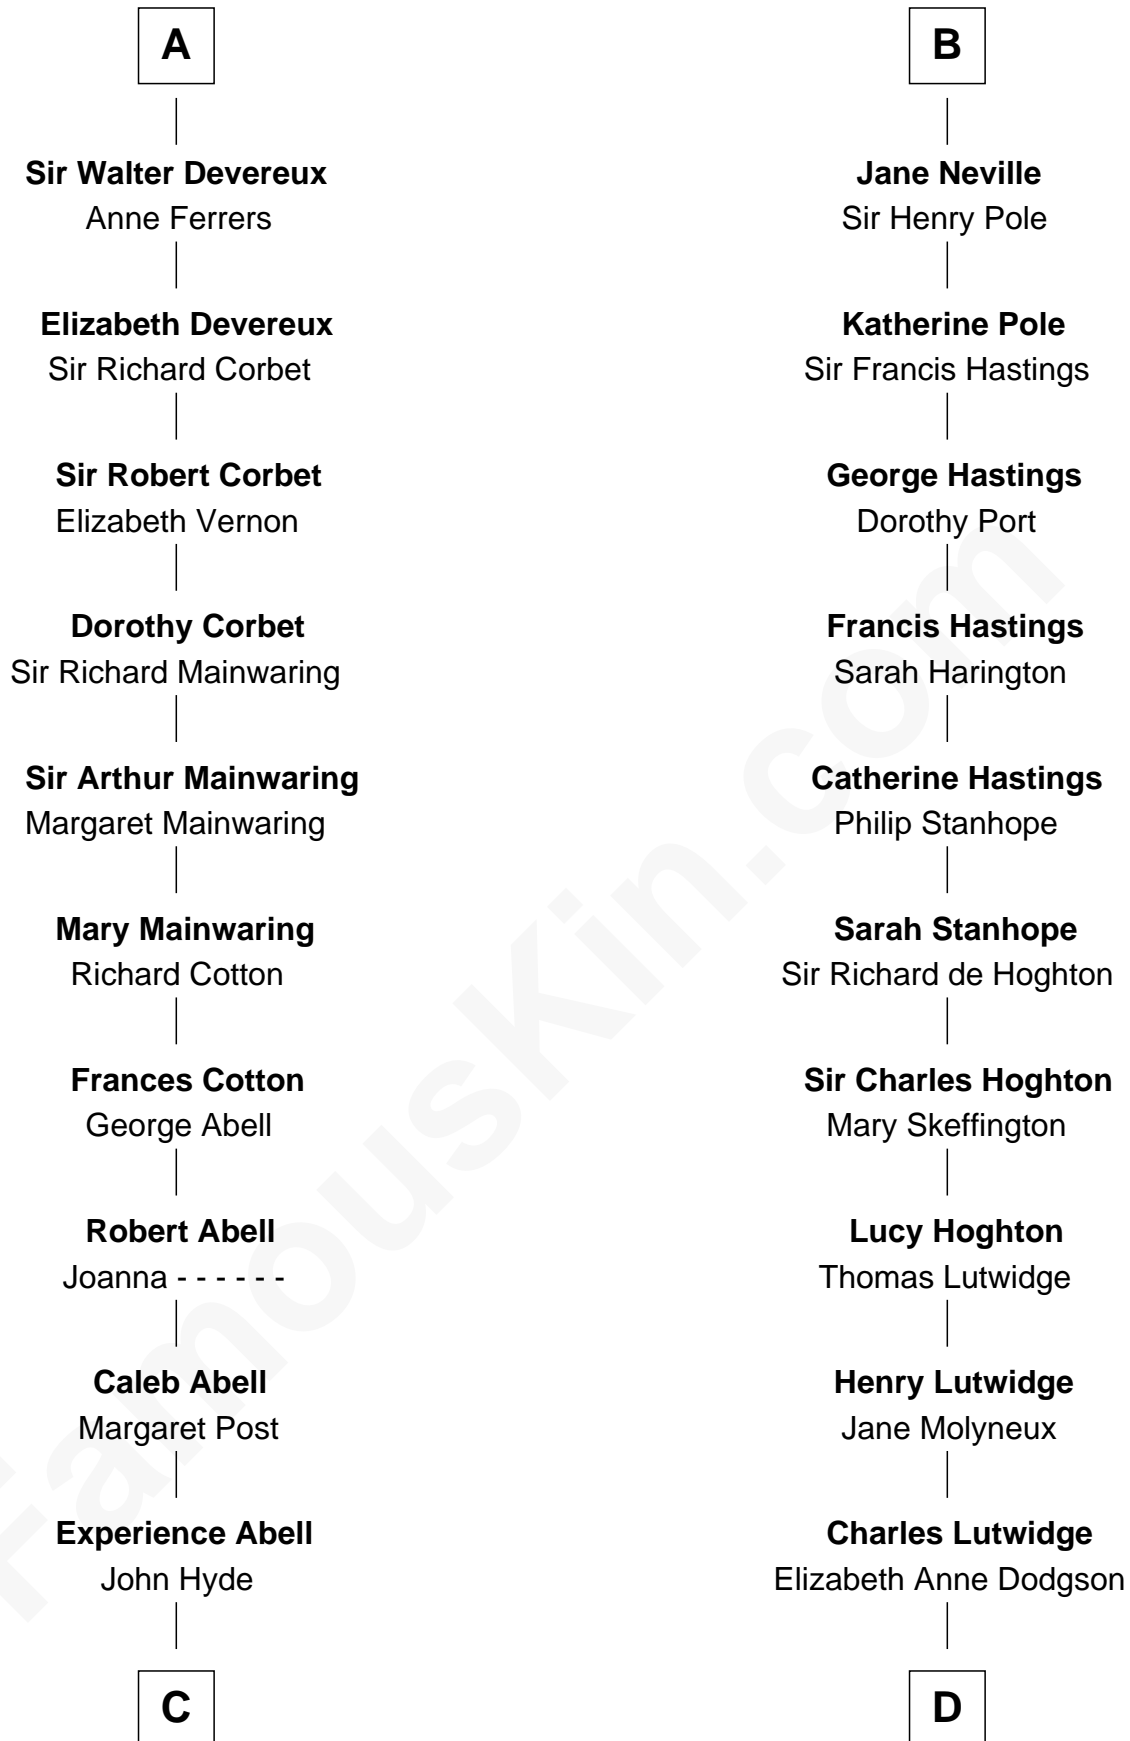 A
Sir Walter Devereux
Anne Ferrers
Elizabeth Devereux
Sir Richard Corbet
Sir Robert Corbet
Elizabeth Vernon
Dorothy Corbet
Sir Richard Mainwaring
Sir Arthur Mainwaring
Margaret Mainwaring
Mary Mainwaring
Richard Cotton
Frances Cotton
George Abell
Robert Abell
Joanna - - - - - -
Caleb Abell
Margaret Post
Experience Abell
John Hyde
C
B
Jane Neville
Sir Henry Pole
Katherine Pole
Sir Francis Hastings
George Hastings
Dorothy Port
Francis Hastings
Sarah Harington
Catherine Hastings
Philip Stanhope
Sarah Stanhope
Sir Richard de Hoghton
Sir Charles Hoghton
Mary Skeffington
Lucy Hoghton
Thomas Lutwidge
Henry Lutwidge
Jane Molyneux
Charles Lutwidge
Elizabeth Anne Dodgson
D
FamousKin.com